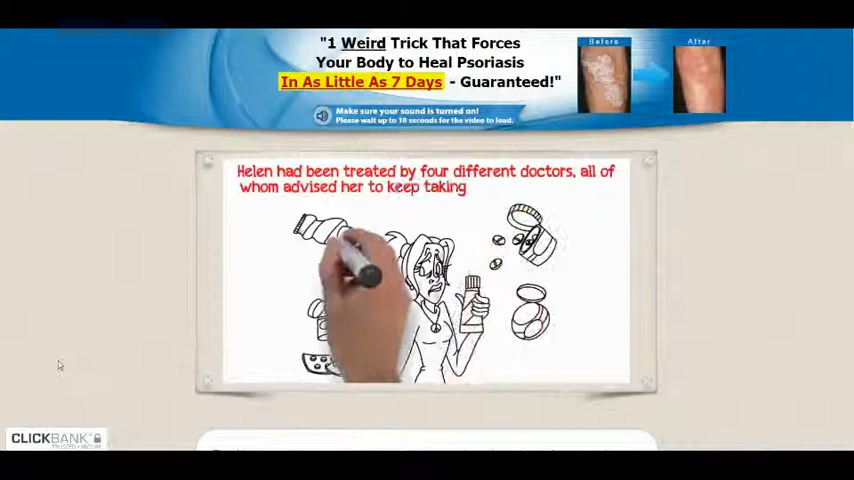 "1 Weird Trick That Forces
Your Body to Heal Psoriasis
In As Little As 7 Days - Guaranteed!"
Before
After
Make sure your sound is turned on!
Please wait up to 10 seconds for the video to load.
Helen had been treated by four different doctors, all of
whom advised her to keep taking
CLICKBANK